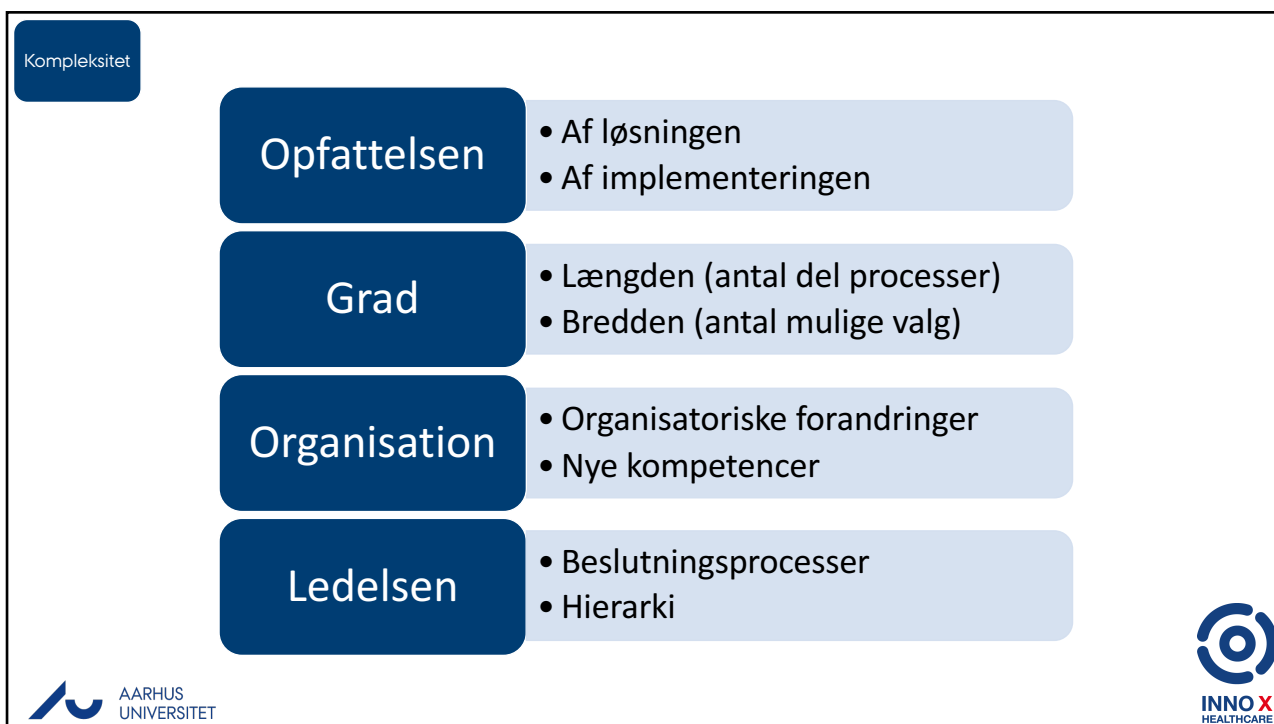 Kompleksitet
Opfattelsen
• Af løsningen
• Af implementeringen
Grad
• Længden (antal del processer)
• Bredden (antal mulige valg)
Organisation
• Organisatoriske forandringer
• Nye kompetencer
Ledelsen
• Beslutningsprocesser
• Hierarki
AARHUS
UNIVERSITET
INNO X
HEALTHCARE